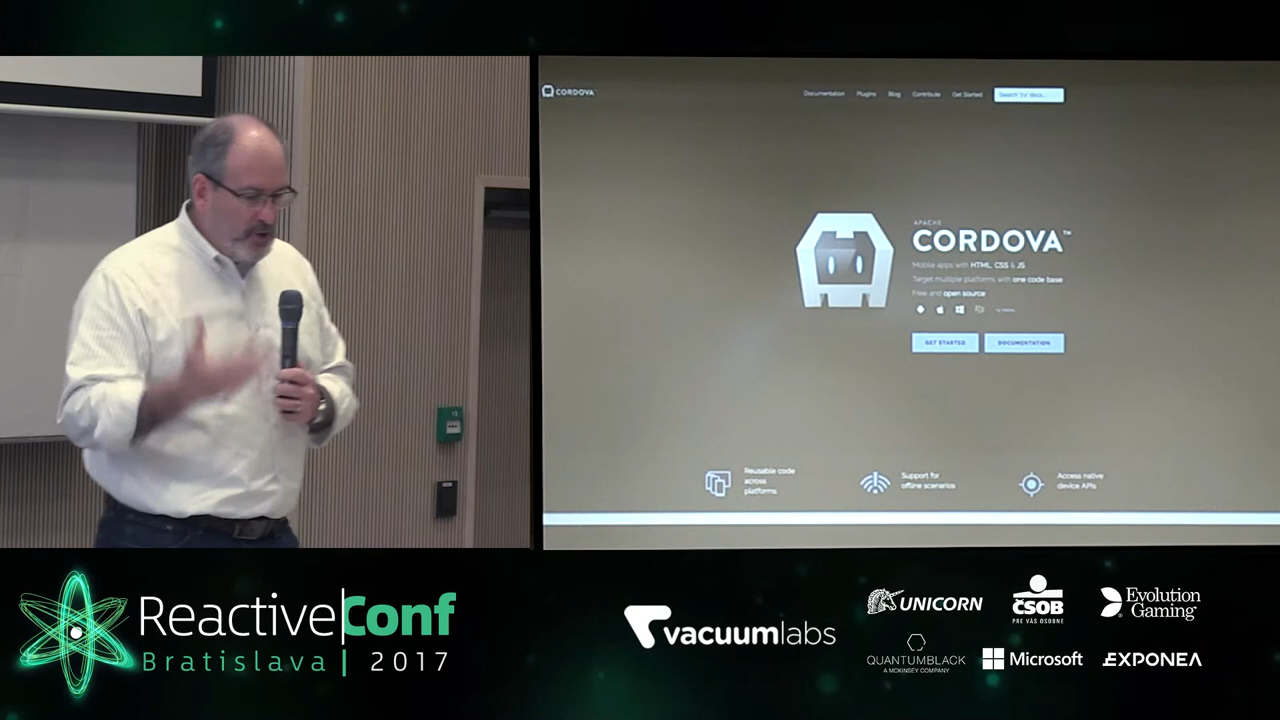 CORDOVA
Documentation Plugins Blog Contribute Get Started
APACHE
CORDOVA™
Mobile apps with HTML, CSS & JS
Target multiple platforms with one code base
Free and open source
GET STARTED DOCUMENTATION
Reusable code
across
platforms
Support for
offline scenarios
Access native
device APIs
ReactiveConf
Bratislava | 2017
vacuumlabs
UNICORN
ČSOB
PRE VÁS OSOBNE
Evolution
Gaming
QUANTUMBLACK
A MCKINSEY COMPANY
Microsoft
EXPONEA